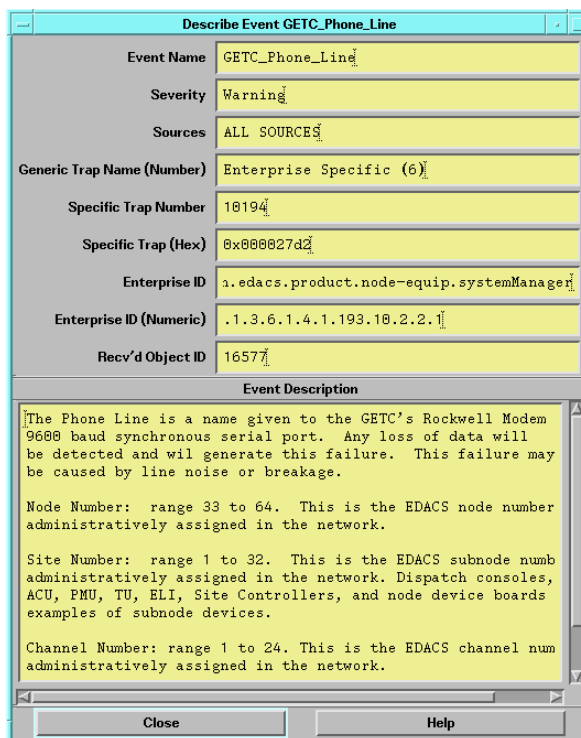 Describe Event GETC_Phone_Line
Event Name GETC_Phone_Line
Severity Warning
Sources ALL SOURCES
Generic Trap Name (Number) Enterprise Specific (6)
Specific Trap Number 10194
Specific Trap (Hex) 0x000027d2
Enterprise ID .edacs.product.node-equip.systemManager
Enterprise ID (Numeric) .1.3.6.1.4.1.193.10.2.2.1
Recv'd Object ID 16577
Event Description
The Phone Line is a name given to the GETC's Rockwell Modem
9600 baud synchronous serial port. Any loss of data will
be detected and wil generate this failure. This failure may
be caused by line noise or breakage.
Node Number: range 33 to 64. This is the EDACS node number
administratively assigned in the network.
Site Number: range 1 to 32. This is the EDACS subnode numb
administratively assigned in the network. Dispatch consoles,
ACU, PMU, TU, ELI, Site Controllers, and node device boards
examples of subnode devices.
Channel Number: range 1 to 24. This is the EDACS channel num
administratively assigned in the network.
Close Help